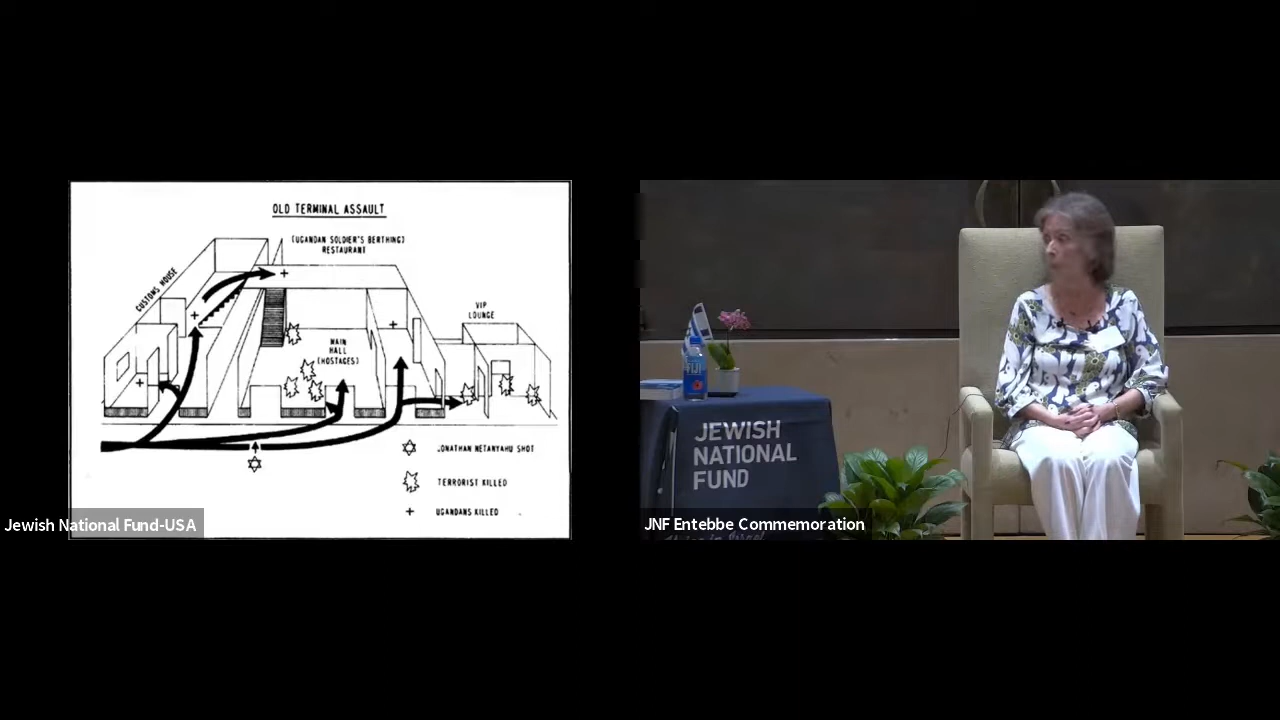 OLD TERMINAL ASSAULT
(UGANDAN SOLDIER'S BERTHING)
RESTAURANT
CUSTOMS HOUSE
VIP
LOUNGE
MAIN
HALL
(HOSTAGES)
JONATHAN NETANYAHU SHOT
TERRORIST KILLED
UGANDANS KILLED
Jewish National Fund-USA
FIJI
JEWISH
NATIONAL
FUND
JNF Entebbe Commemoration